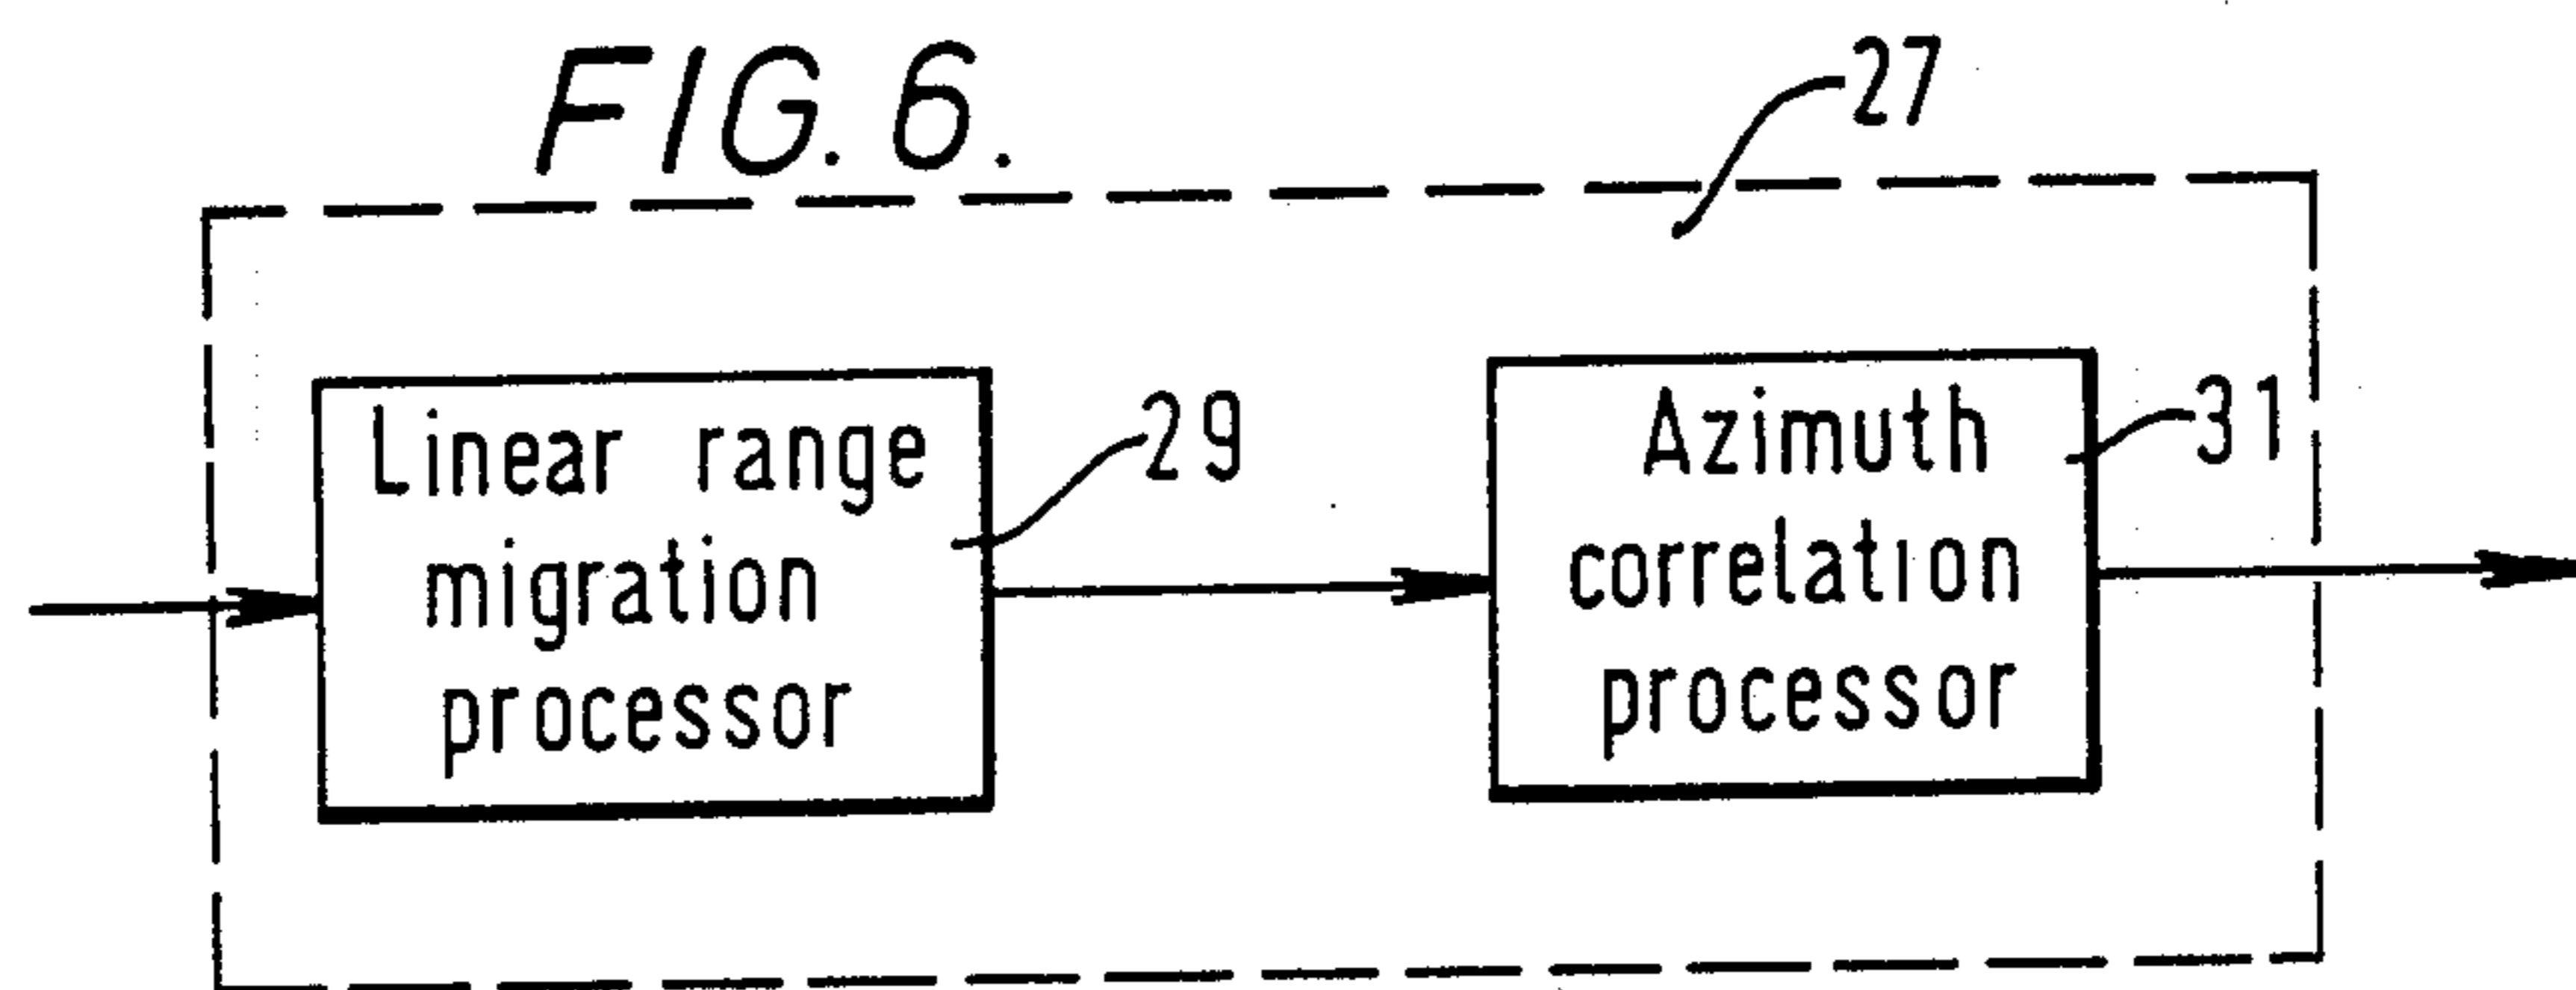 FIG. 6.
27
Linear range
migration
processor
29
Azimuth
correlation
processor
31